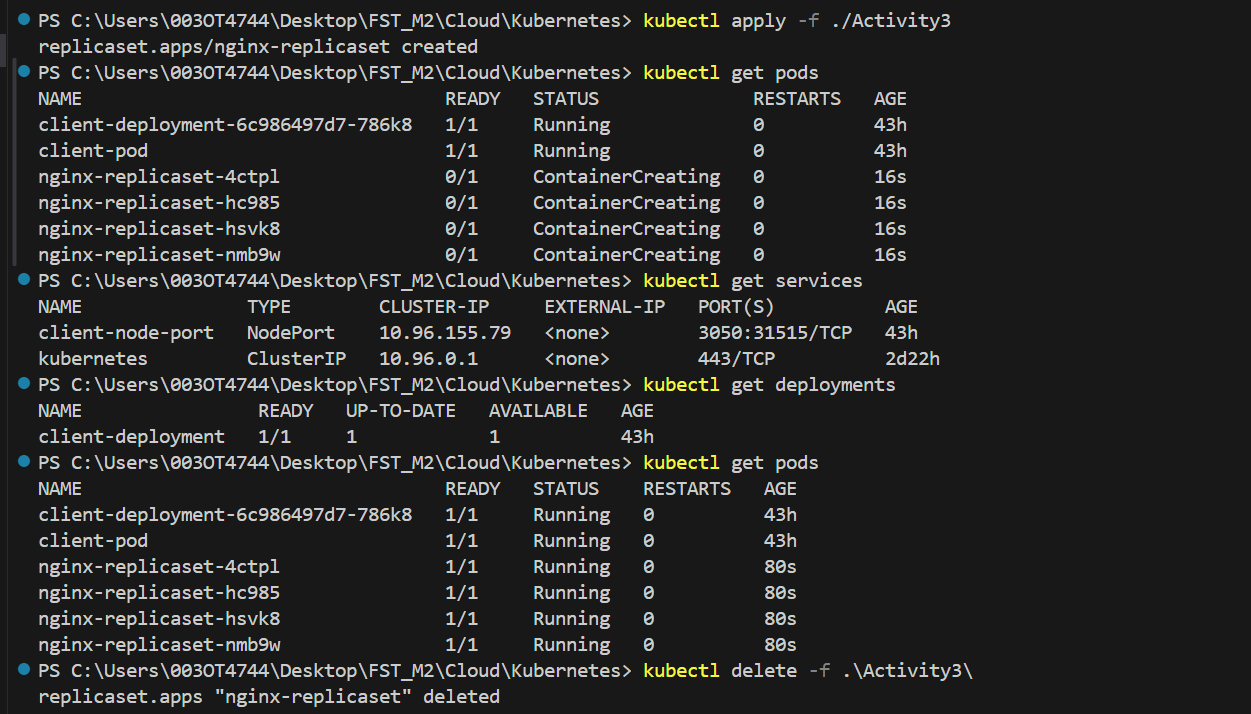 PS C:\Users\003OT4744\Desktop\FST_M2\Cloud\Kubernetes> kubectl apply -f ./Activity3
replicaset.apps/nginx-replicaset created
PS C:\Users\003OT4744\Desktop\FST_M2\Cloud\Kubernetes> kubectl get pods
NAME READY STATUS RESTARTS AGE
client-deployment-6c986497d7-786k8 1/1 Running 0 43h
client-pod 1/1 Running 0 43h
nginx-replicaset-4ctpl 0/1 ContainerCreating 0 16s
nginx-replicaset-hc985 0/1 ContainerCreating 0 16s
nginx-replicaset-hsvk8 0/1 ContainerCreating 0 16s
nginx-replicaset-nmb9w 0/1 ContainerCreating 0 16s
PS C:\Users\003OT4744\Desktop\FST_M2\Cloud\Kubernetes> kubectl get services
NAME TYPE CLUSTER-IP EXTERNAL-IP PORT(S) AGE
client-node-port NodePort 10.96.155.79 <none> 3050:31515/TCP 43h
kubernetes ClusterIP 10.96.0.1 <none> 443/TCP 2d22h
PS C:\Users\003OT4744\Desktop\FST_M2\Cloud\Kubernetes> kubectl get deployments
NAME READY UP-TO-DATE AVAILABLE AGE
client-deployment 1/1 1 1 43h
PS C:\Users\003OT4744\Desktop\FST_M2\Cloud\Kubernetes> kubectl get pods
NAME READY STATUS RESTARTS AGE
client-deployment-6c986497d7-786k8 1/1 Running 0 43h
client-pod 1/1 Running 0 43h
nginx-replicaset-4ctpl 1/1 Running 0 80s
nginx-replicaset-hc985 1/1 Running 0 80s
nginx-replicaset-hsvk8 1/1 Running 0 80s
nginx-replicaset-nmb9w 1/1 Running 0 80s
PS C:\Users\003OT4744\Desktop\FST_M2\Cloud\Kubernetes> kubectl delete -f .\Activity3\
replicaset.apps "nginx-replicaset" deleted